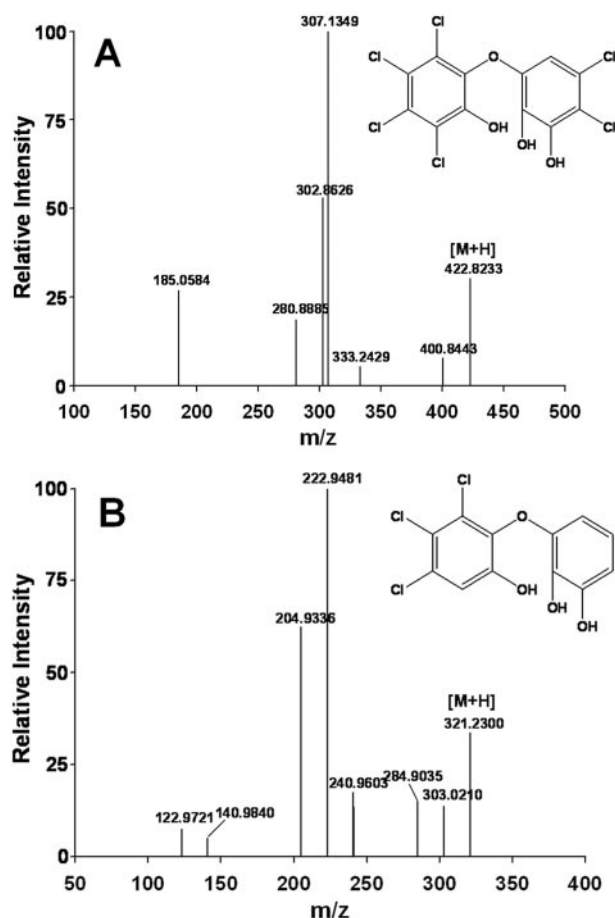 A
100
307.1349
Cl
Cl
Cl
O
Cl
75
Cl
OH
Cl
Cl
OH
OH
Relative Intensity
50
302.8626
[M+H]
422.8233
25
185.0584
280.8885
333.2429
400.8443
0
100 150 200 250 300 350 400 450 500
m/z
B
100
222.9481
Cl
Cl
O
75
Cl
OH
OH
OH
204.9336
Relative Intensity
50
[M+H]
321.2300
25
240.9603
284.9035
303.0210
122.9721
140.9840
0
50 100 150 200 250 300 350 400
m/z